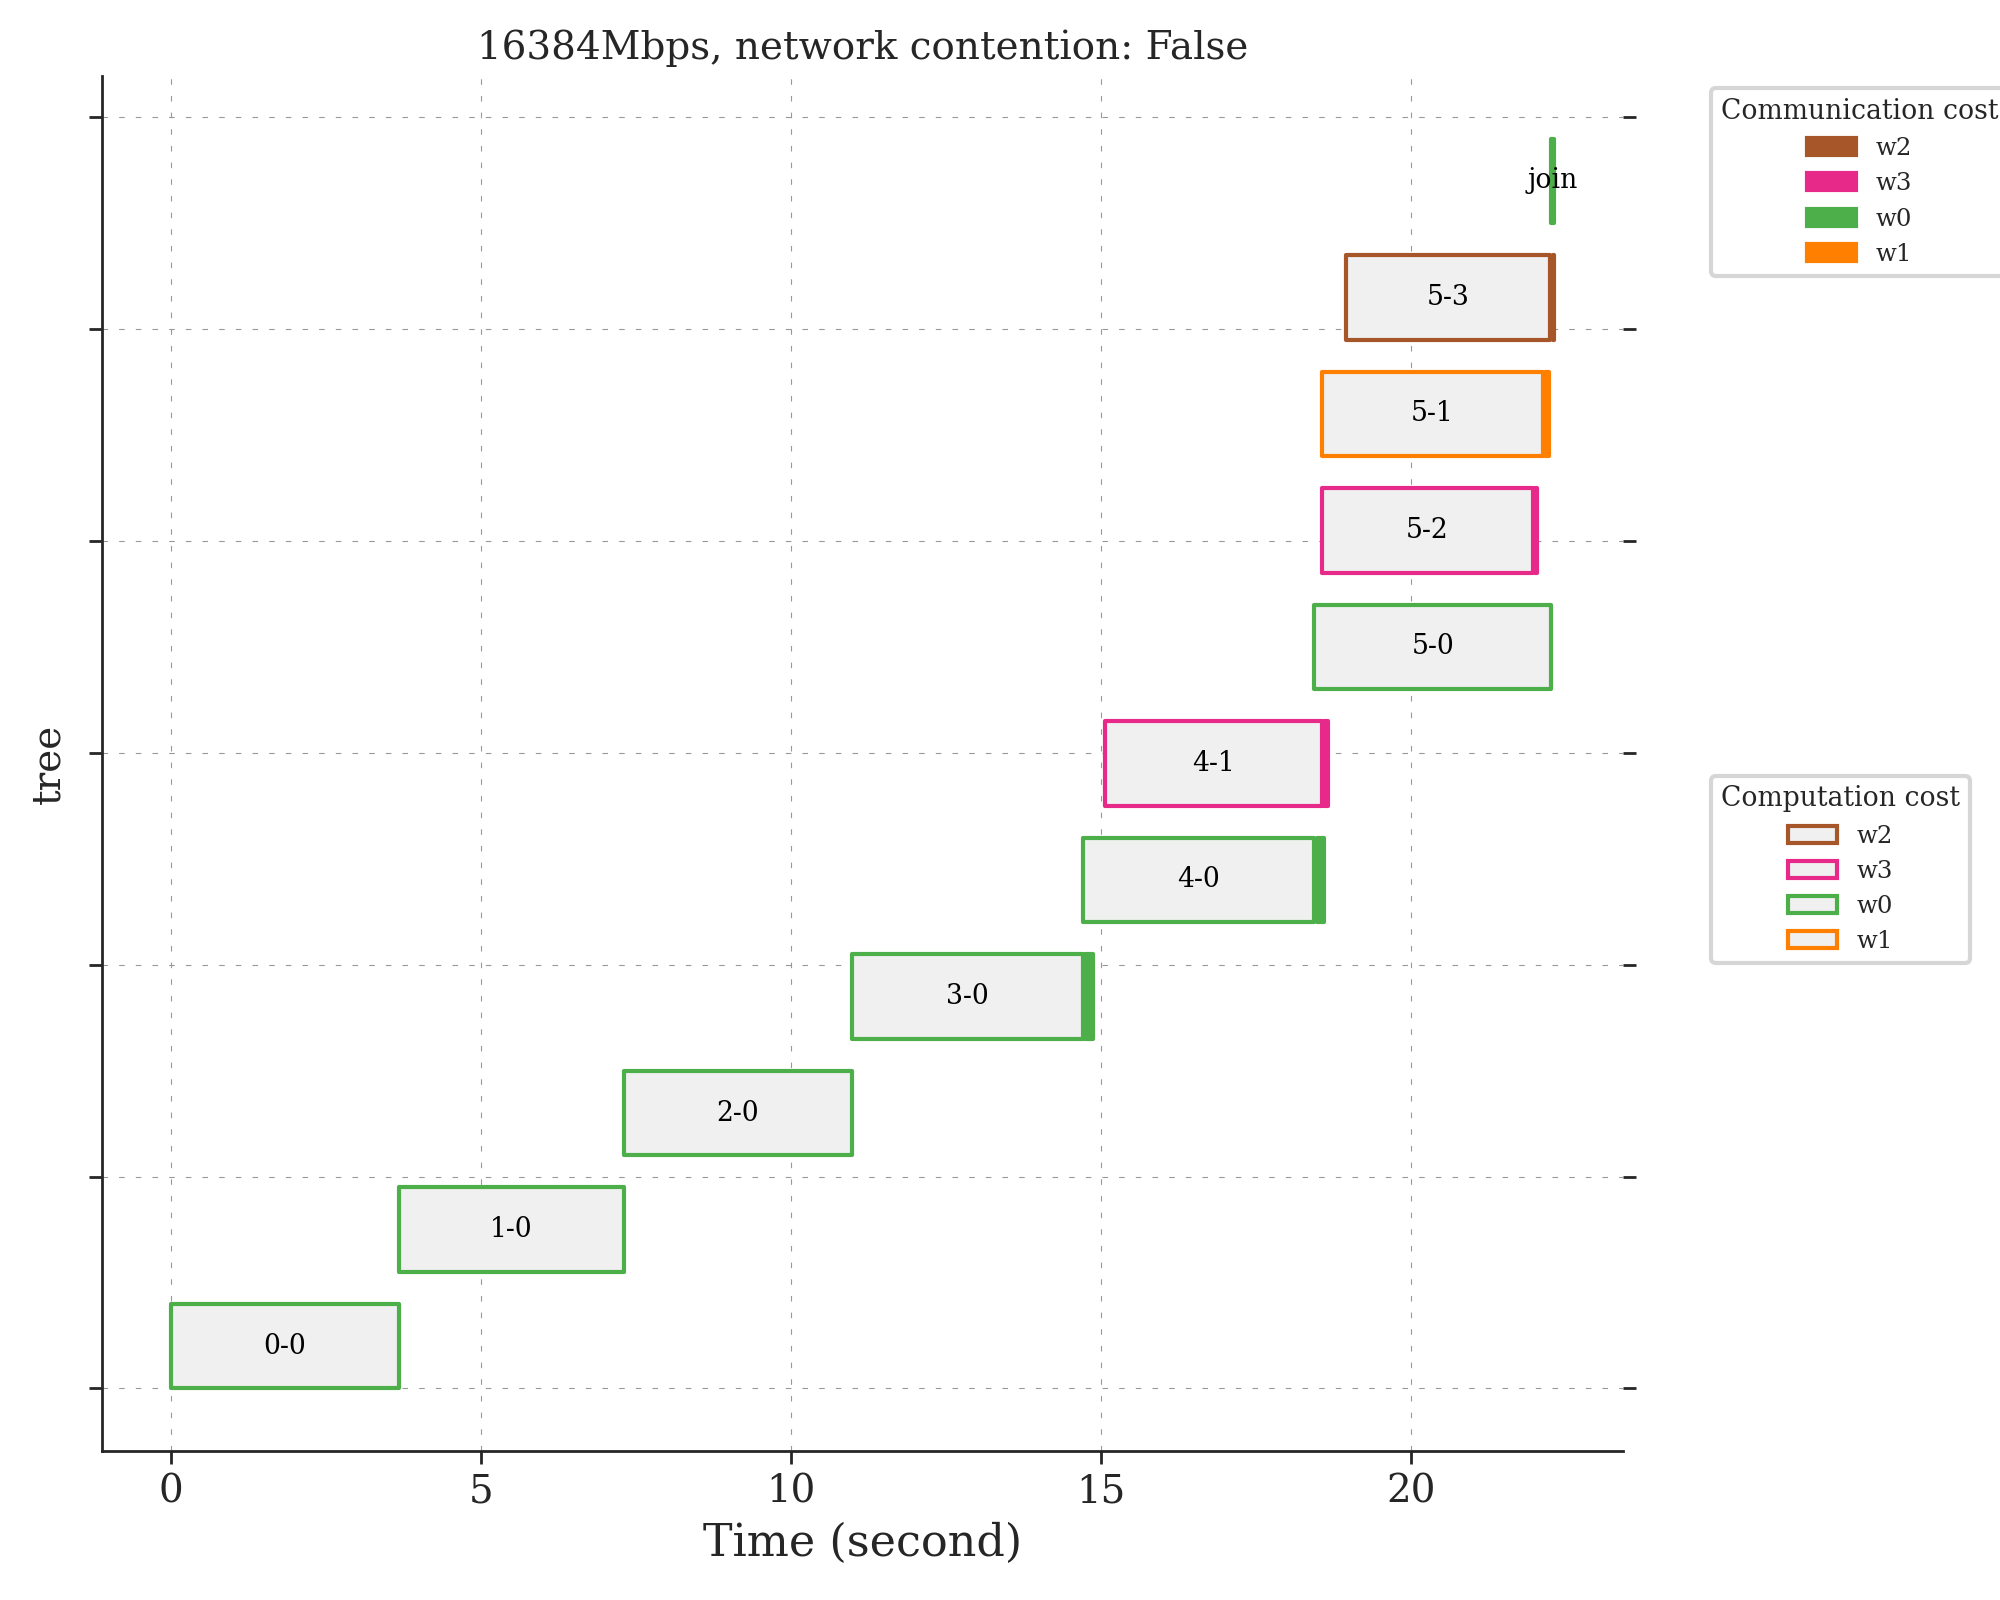 16384Mbps, network contention: False
Communication cost
w2
w3
w0
w1
join
5-3
5-1
5-2
5-0
4-1
4-0
3-0
2-0
1-0
0-0
tree
Computation cost
w2
w3
w0
w1
0 5 10 15 20
Time (second)